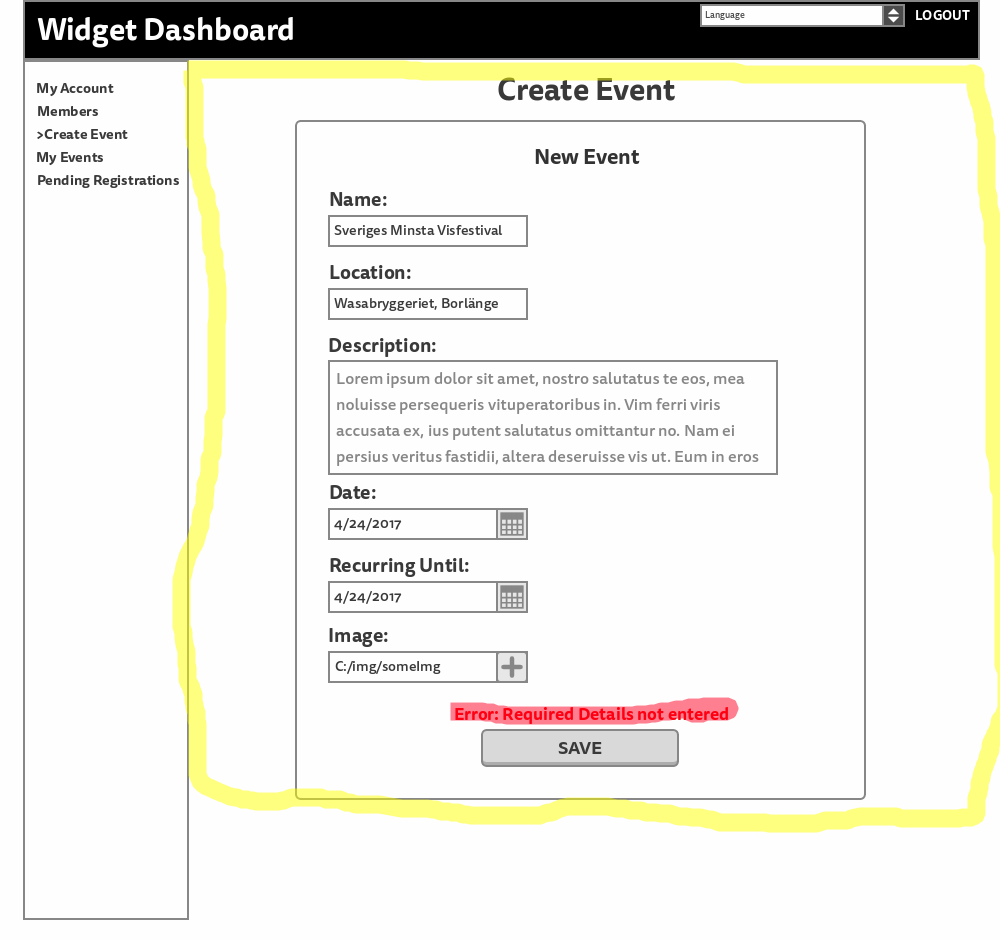 Widget Dashboard
Language
LOGOUT
My Account
Members
>Create Event
My Events
Pending Registrations
Create Event
New Event
Name:
Sveriges Minsta Visfestival
Location:
Wasabryggeriet, Borlänge
Description:
Lorem ipsum dolor sit amet, nostro salutatus te eos, mea
noluisse persequeris vituperatoribus in. Vim ferri viris
accusata ex, ius putent salutatus omittantur no. Nam ei
persius veritus fastidii, altera deseruisse vis ut. Eum in eros
Date:
4/24/2017
Recurring Until:
4/24/2017
Image:
C:/img/someImg
Error: Required Details not entered
SAVE